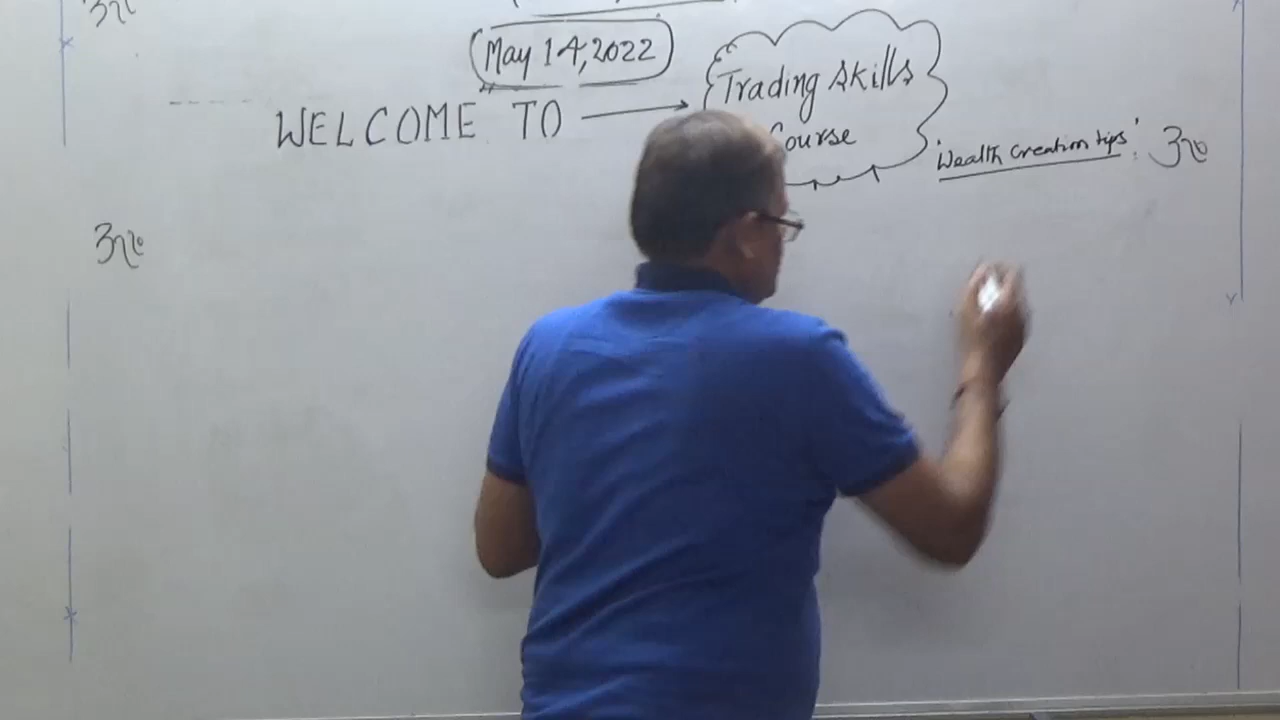 May 14, 2022
WELCOME TO → Trading Skills
Course
'Wealth Creation tips'